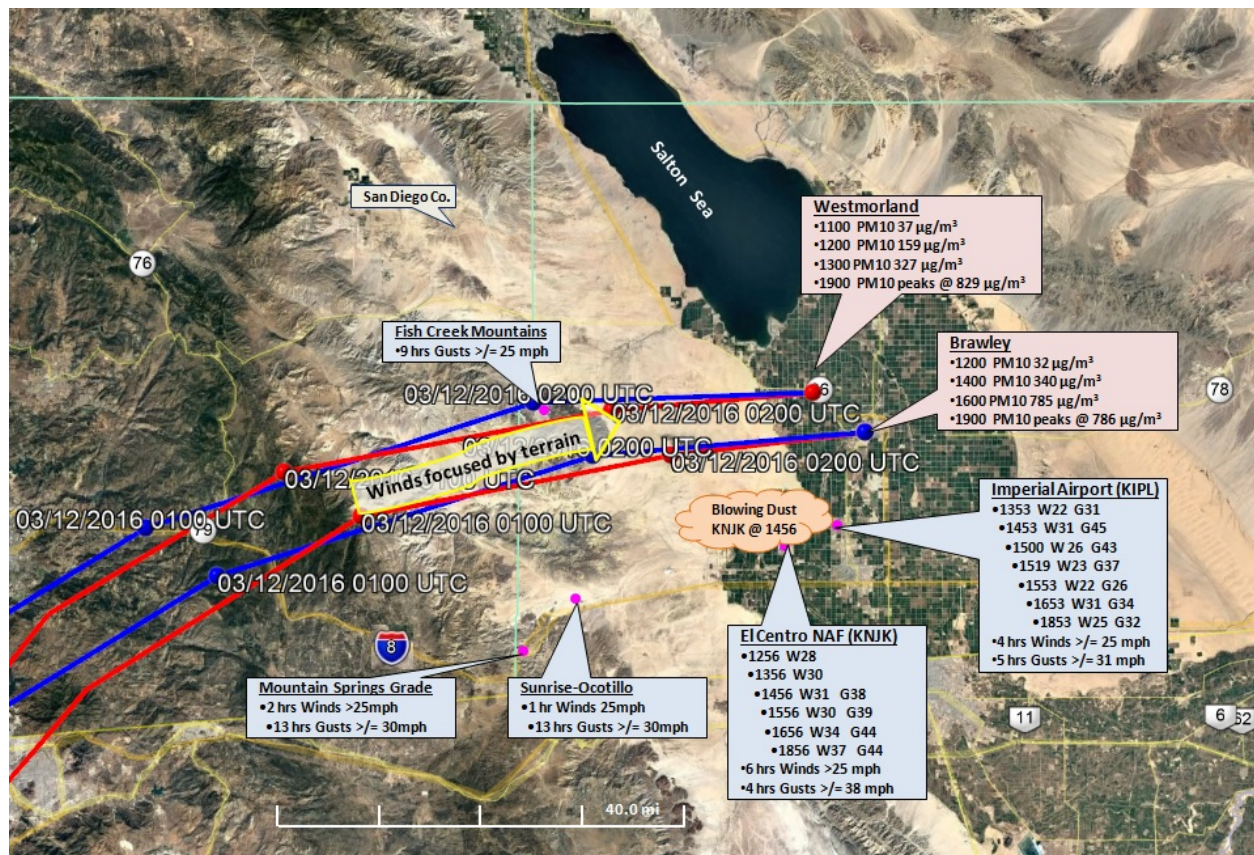 Salton Sea
San Diego Co.
76
Westmorland
•1100 PM10 37 µg/m³
•1200 PM10 159 µg/m³
•1300 PM10 327 µg/m³
•1900 PM10 peaks @ 829 µg/m³
Fish Creek Mountains
•9 hrs Gusts >/= 25 mph
Brawley
•1200 PM10 32 µg/m³
•1400 PM10 340 µg/m³
•1600 PM10 785 µg/m³
•1900 PM10 peaks @ 786 µg/m³
78
03/12/2016 0200 UTC
03/12/2016 0200 UTC
03/12/2016 0200 UTC
Winds focused by terrain
03/12/2016 0100 UTC
03/12/2016 0100 UTC
79
03/12/2016 0100 UTC
03/12/2016 0100 UTC
Blowing Dust
KNJK @ 1456
Imperial Airport (KIPL)
•1353 W22 G31
•1453 W31 G45
•1500 W 26 G43
•1519 W23 G37
•1553 W22 G26
•1653 W31 G34
•1853 W25 G32
•4 hrs Winds >/= 25 mph
•5 hrs Gusts >/= 31 mph
El Centro NAF (KNJK)
•1256 W28
•1356 W30
•1456 W31 G38
•1556 W30 G39
•1656 W34 G44
•1856 W37 G44
•6 hrs Winds >25 mph
•4 hrs Gusts >/= 38 mph
8
Mountain Springs Grade
•2 hrs Winds >25mph
•13 hrs Gusts >/= 30mph
Sunrise-Ocotillo
•1 hr Winds 25mph
•13 hrs Gusts >/= 30mph
11
6
62
40.0 mi